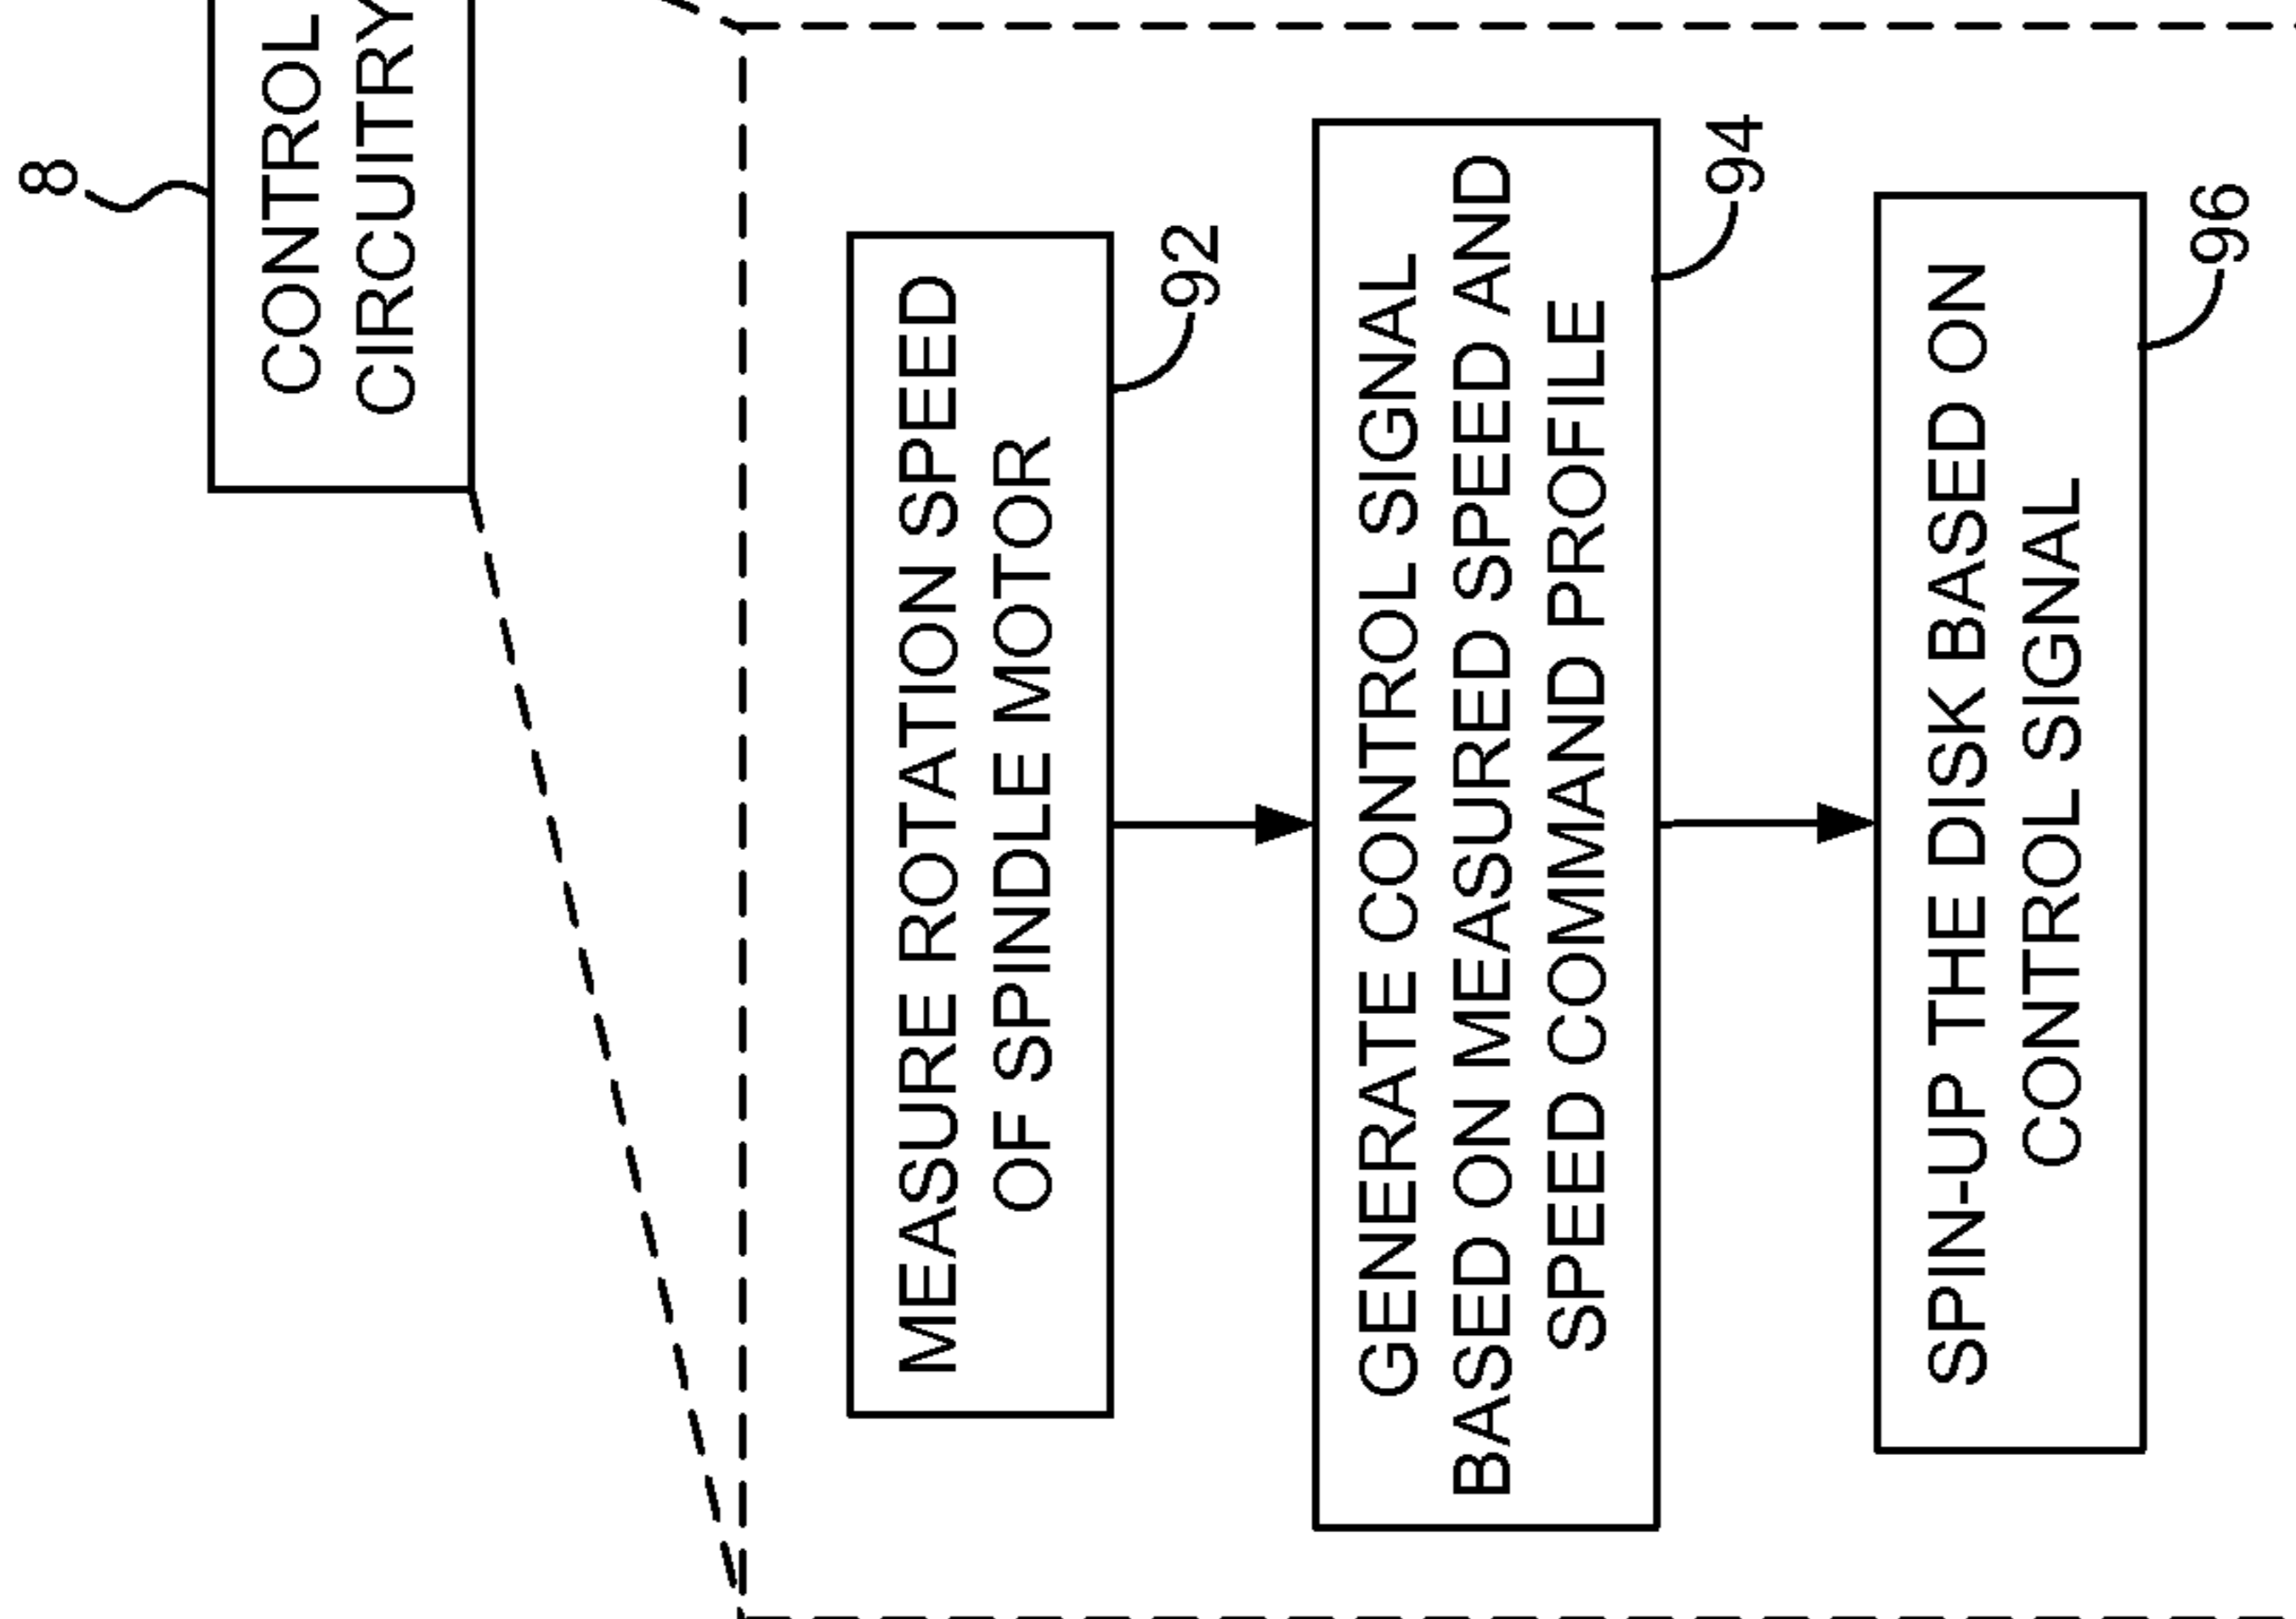 8
CONTROL
CIRCUITRY
MEASURE ROTATION SPEED
OF SPINDLE MOTOR
92
GENERATE CONTROL SIGNAL
BASED ON MEASURED SPEED AND
SPEED COMMAND PROFILE
94
SPIN-UP THE DISK BASED ON
CONTROL SIGNAL
96